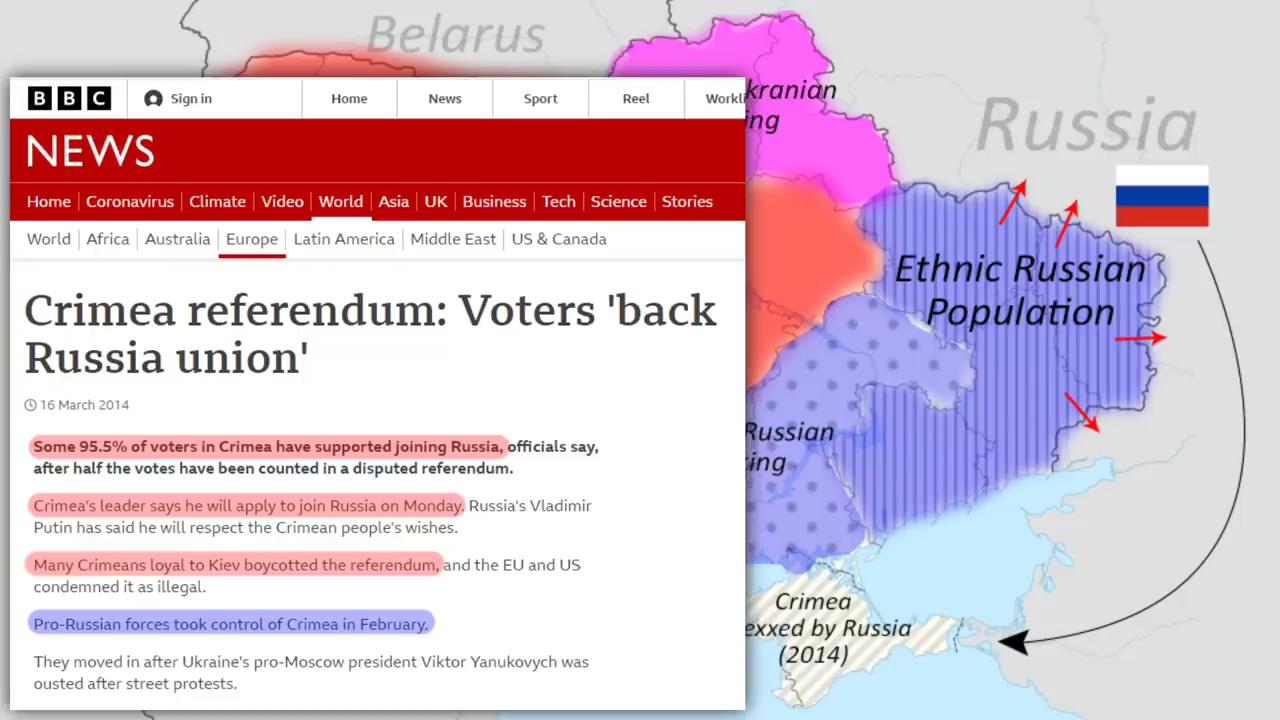 Belarus
BBC
Sign in
Home
News
Sport
Reel
Workli
NEWS
Home
Coronavirus
Climate
Video
World
Asia
UK
Business
Tech
Science
Stories
World
Africa
Australia
Europe
Latin America
Middle East
US & Canada
Crimea referendum: Voters 'back
Russia union'
16 March 2014
Some 95.5% of voters in Crimea have supported joining Russia, officials say,
after half the votes have been counted in a disputed referendum.
Crimea's leader says he will apply to join Russia on Monday. Russia's Vladimir
Putin has said he will respect the Crimean people's wishes.
Many Crimeans loyal to Kiev boycotted the referendum, and the EU and US
condemned it as illegal.
Pro-Russian forces took control of Crimea in February.
They moved in after Ukraine's pro-Moscow president Viktor Yanukovych was
ousted after street protests.
kranian
ing
Russia
Ethnic Russian
Population
Russian
king
Crimea
exxed by Russia
(2014)